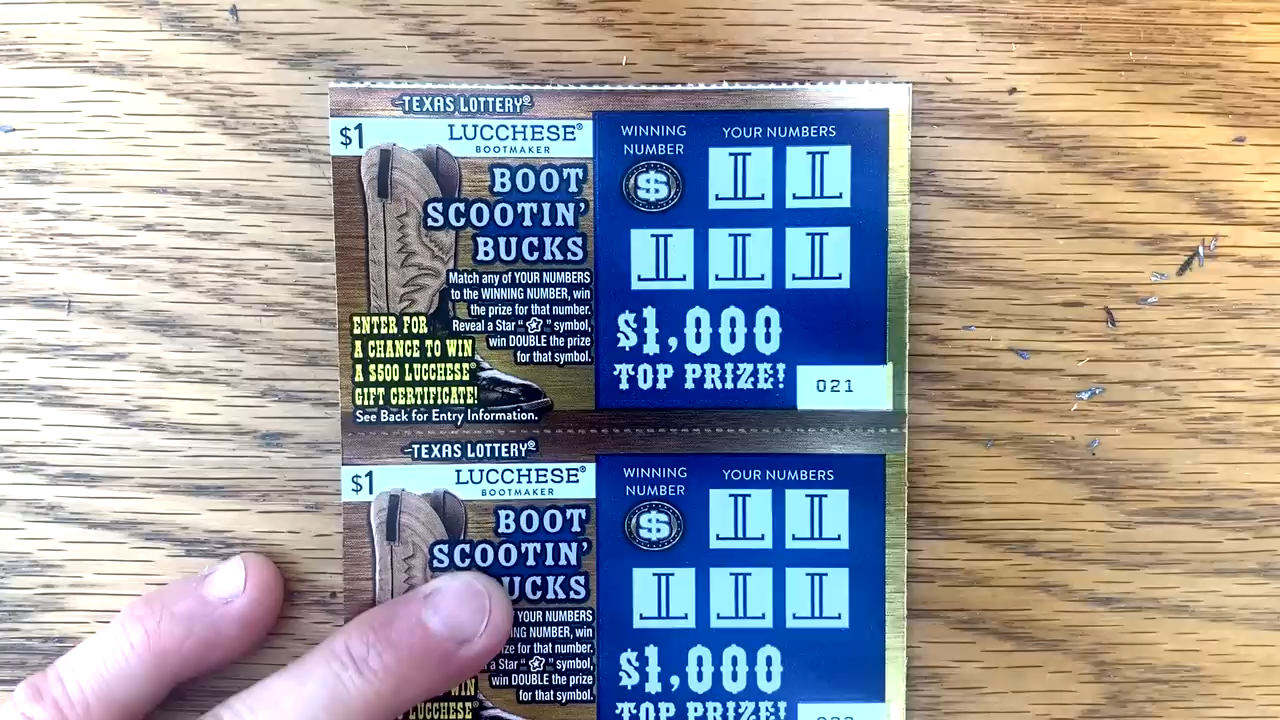 TEXAS LOTTERY®
$1
LUCCHESE®
BOOTMAKER
BOOT
SCOOTIN'
BUCKS
Match any of YOUR NUMBERS
to the WINNING NUMBER, win
the prize for that number.
Reveal a Star " " symbol,
win DOUBLE the prize
for that symbol.
ENTER FOR
A CHANCE TO WIN
A $500 LUCCHESE®
GIFT CERTIFICATE!
See Back for Entry Information.
WINNING
NUMBER
YOUR NUMBERS
$
$1,000
TOP PRIZE!
021
TEXAS LOTTERY®
$1
LUCCHESE®
BOOTMAKER
BOOT
SCOOTIN'
BUCKS
YOUR NUMBERS
NUMBER, win
for that number.
a Star " " symbol,
win DOUBLE the prize
for that symbol.
WIN
LUCCHESE®
WINNING
NUMBER
YOUR NUMBERS
$
$1,000
TOP PRIZE!